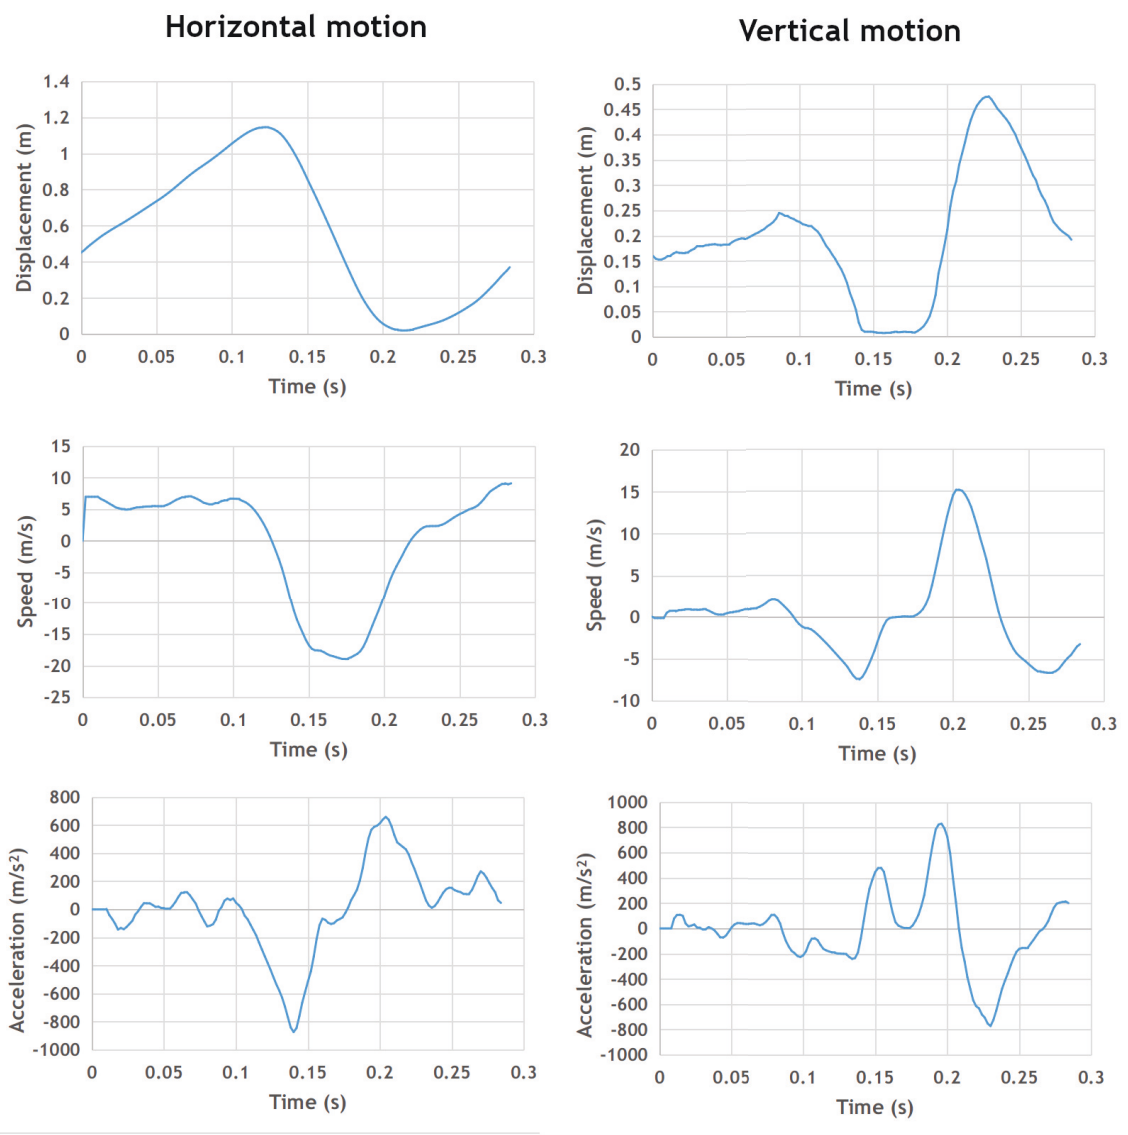 Horizontal motion
Vertical motion
Displacement (m)
1.4
1.2
1
0.8
0.6
0.4
0.2
0
0 0.05 0.1 0.15 0.2 0.25 0.3
Time (s)
Displacement (m)
0.5
0.45
0.4
0.35
0.3
0.25
0.2
0.15
0.1
0.05
0
0 0.05 0.1 0.15 0.2 0.25 0.3
Time (s)
Speed (m/s)
15
10
5
0
-5
-10
-15
-20
-25
0 0.05 0.1 0.15 0.2 0.25 0.3
Time (s)
Speed (m/s)
20
15
10
5
0
-5
-10
0 0.05 0.1 0.15 0.2 0.25 0.3
Time (s)
Acceleration (m/s²)
800
600
400
200
0
-200
-400
-600
-800
-1000
0 0.05 0.1 0.15 0.2 0.25 0.3
Time (s)
Acceleration (m/s²)
1000
800
600
400
200
0
-200
-400
-600
-800
-1000
0 0.05 0.1 0.15 0.2 0.25 0.3
Time (s)